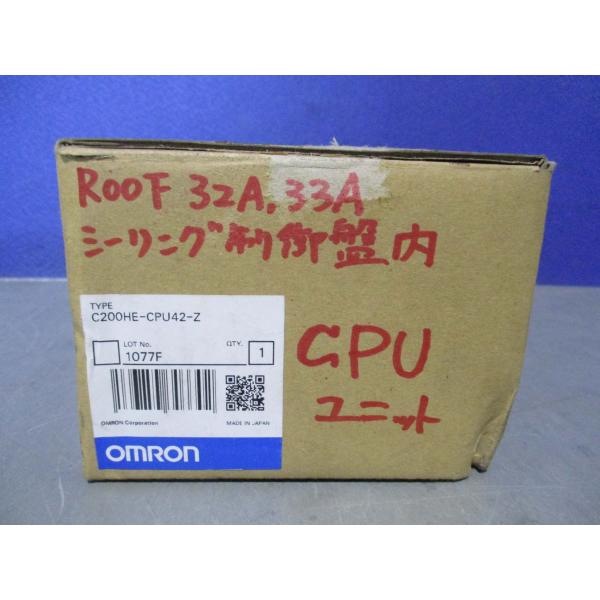 ROOF 32A.33A
シーリング制御盤内
TYPE
C200HE-CPU42-Z
LOT No.
QTY.
1077F
1
OMRON Corporation
MADE IN JAPAN
OMRON
CPU
ユニット